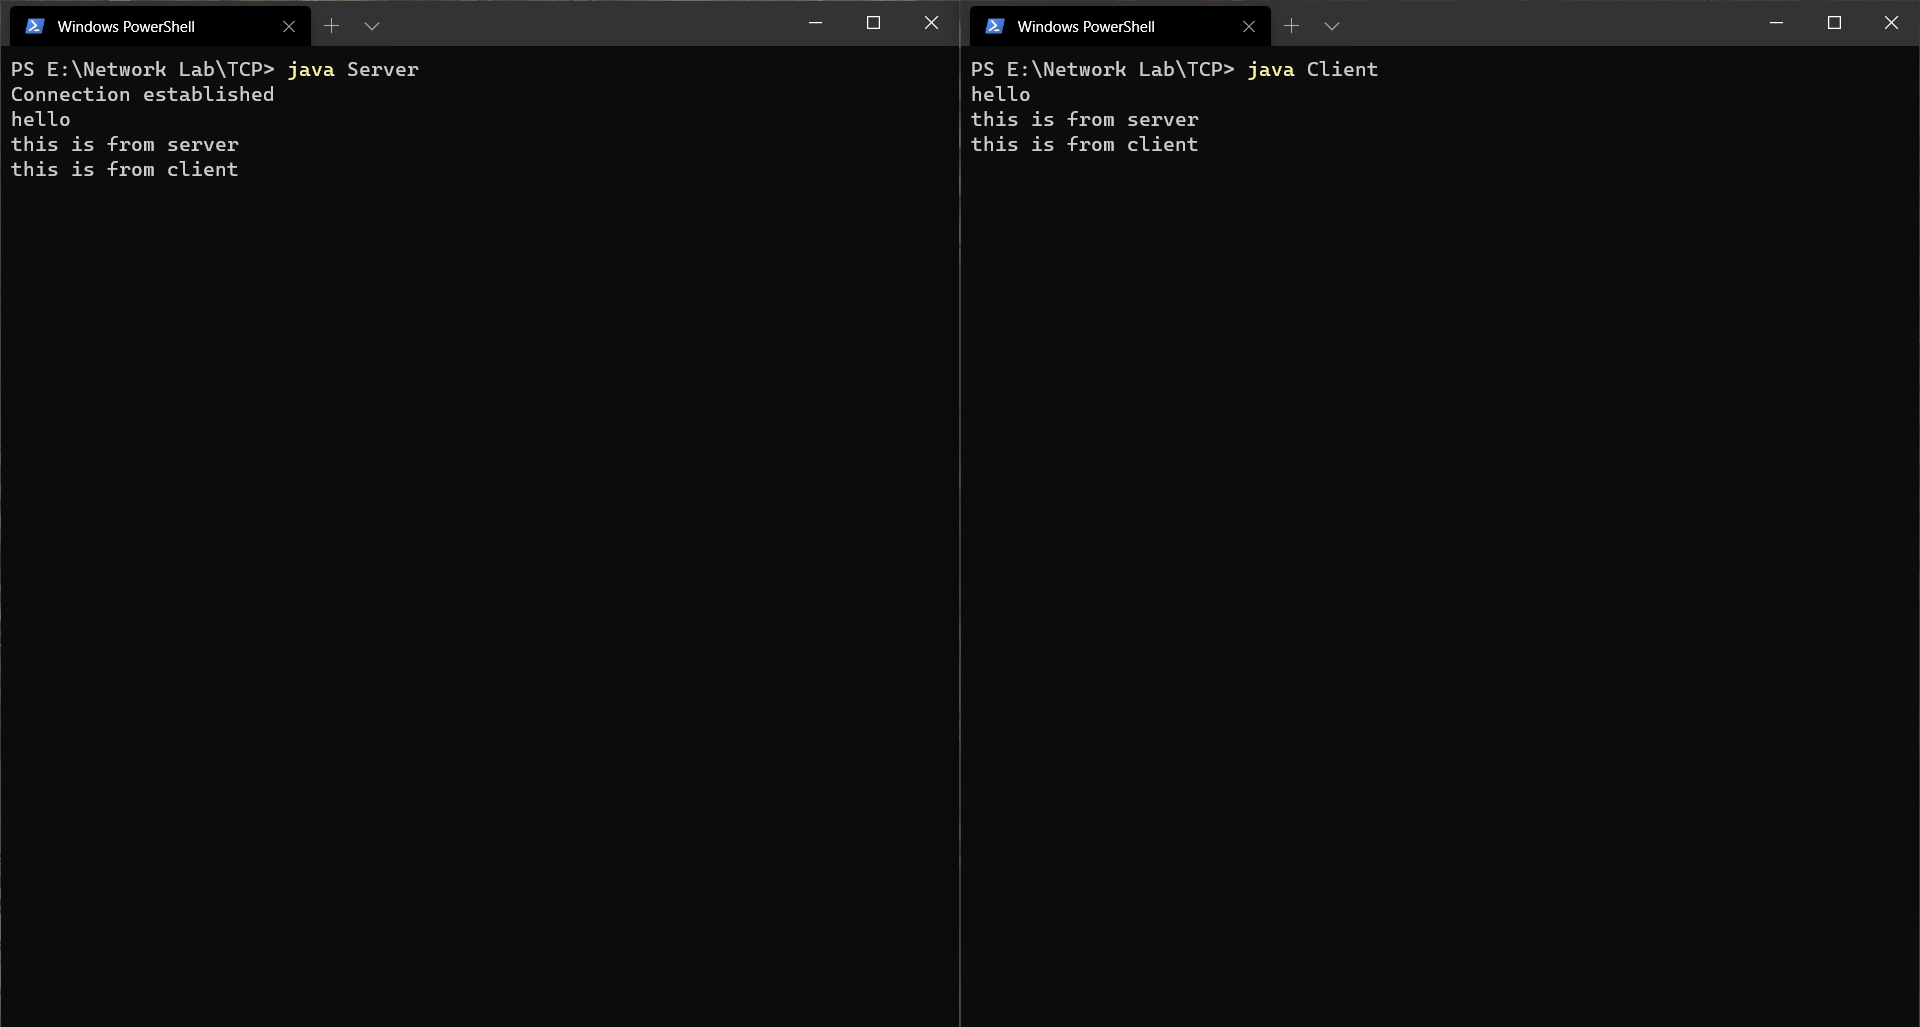 Windows PowerShell
PS E:\Network Lab\TCP> java Server
Connection established
hello
this is from server
this is from client
Windows PowerShell
PS E:\Network Lab\TCP> java Client
hello
this is from server
this is from client